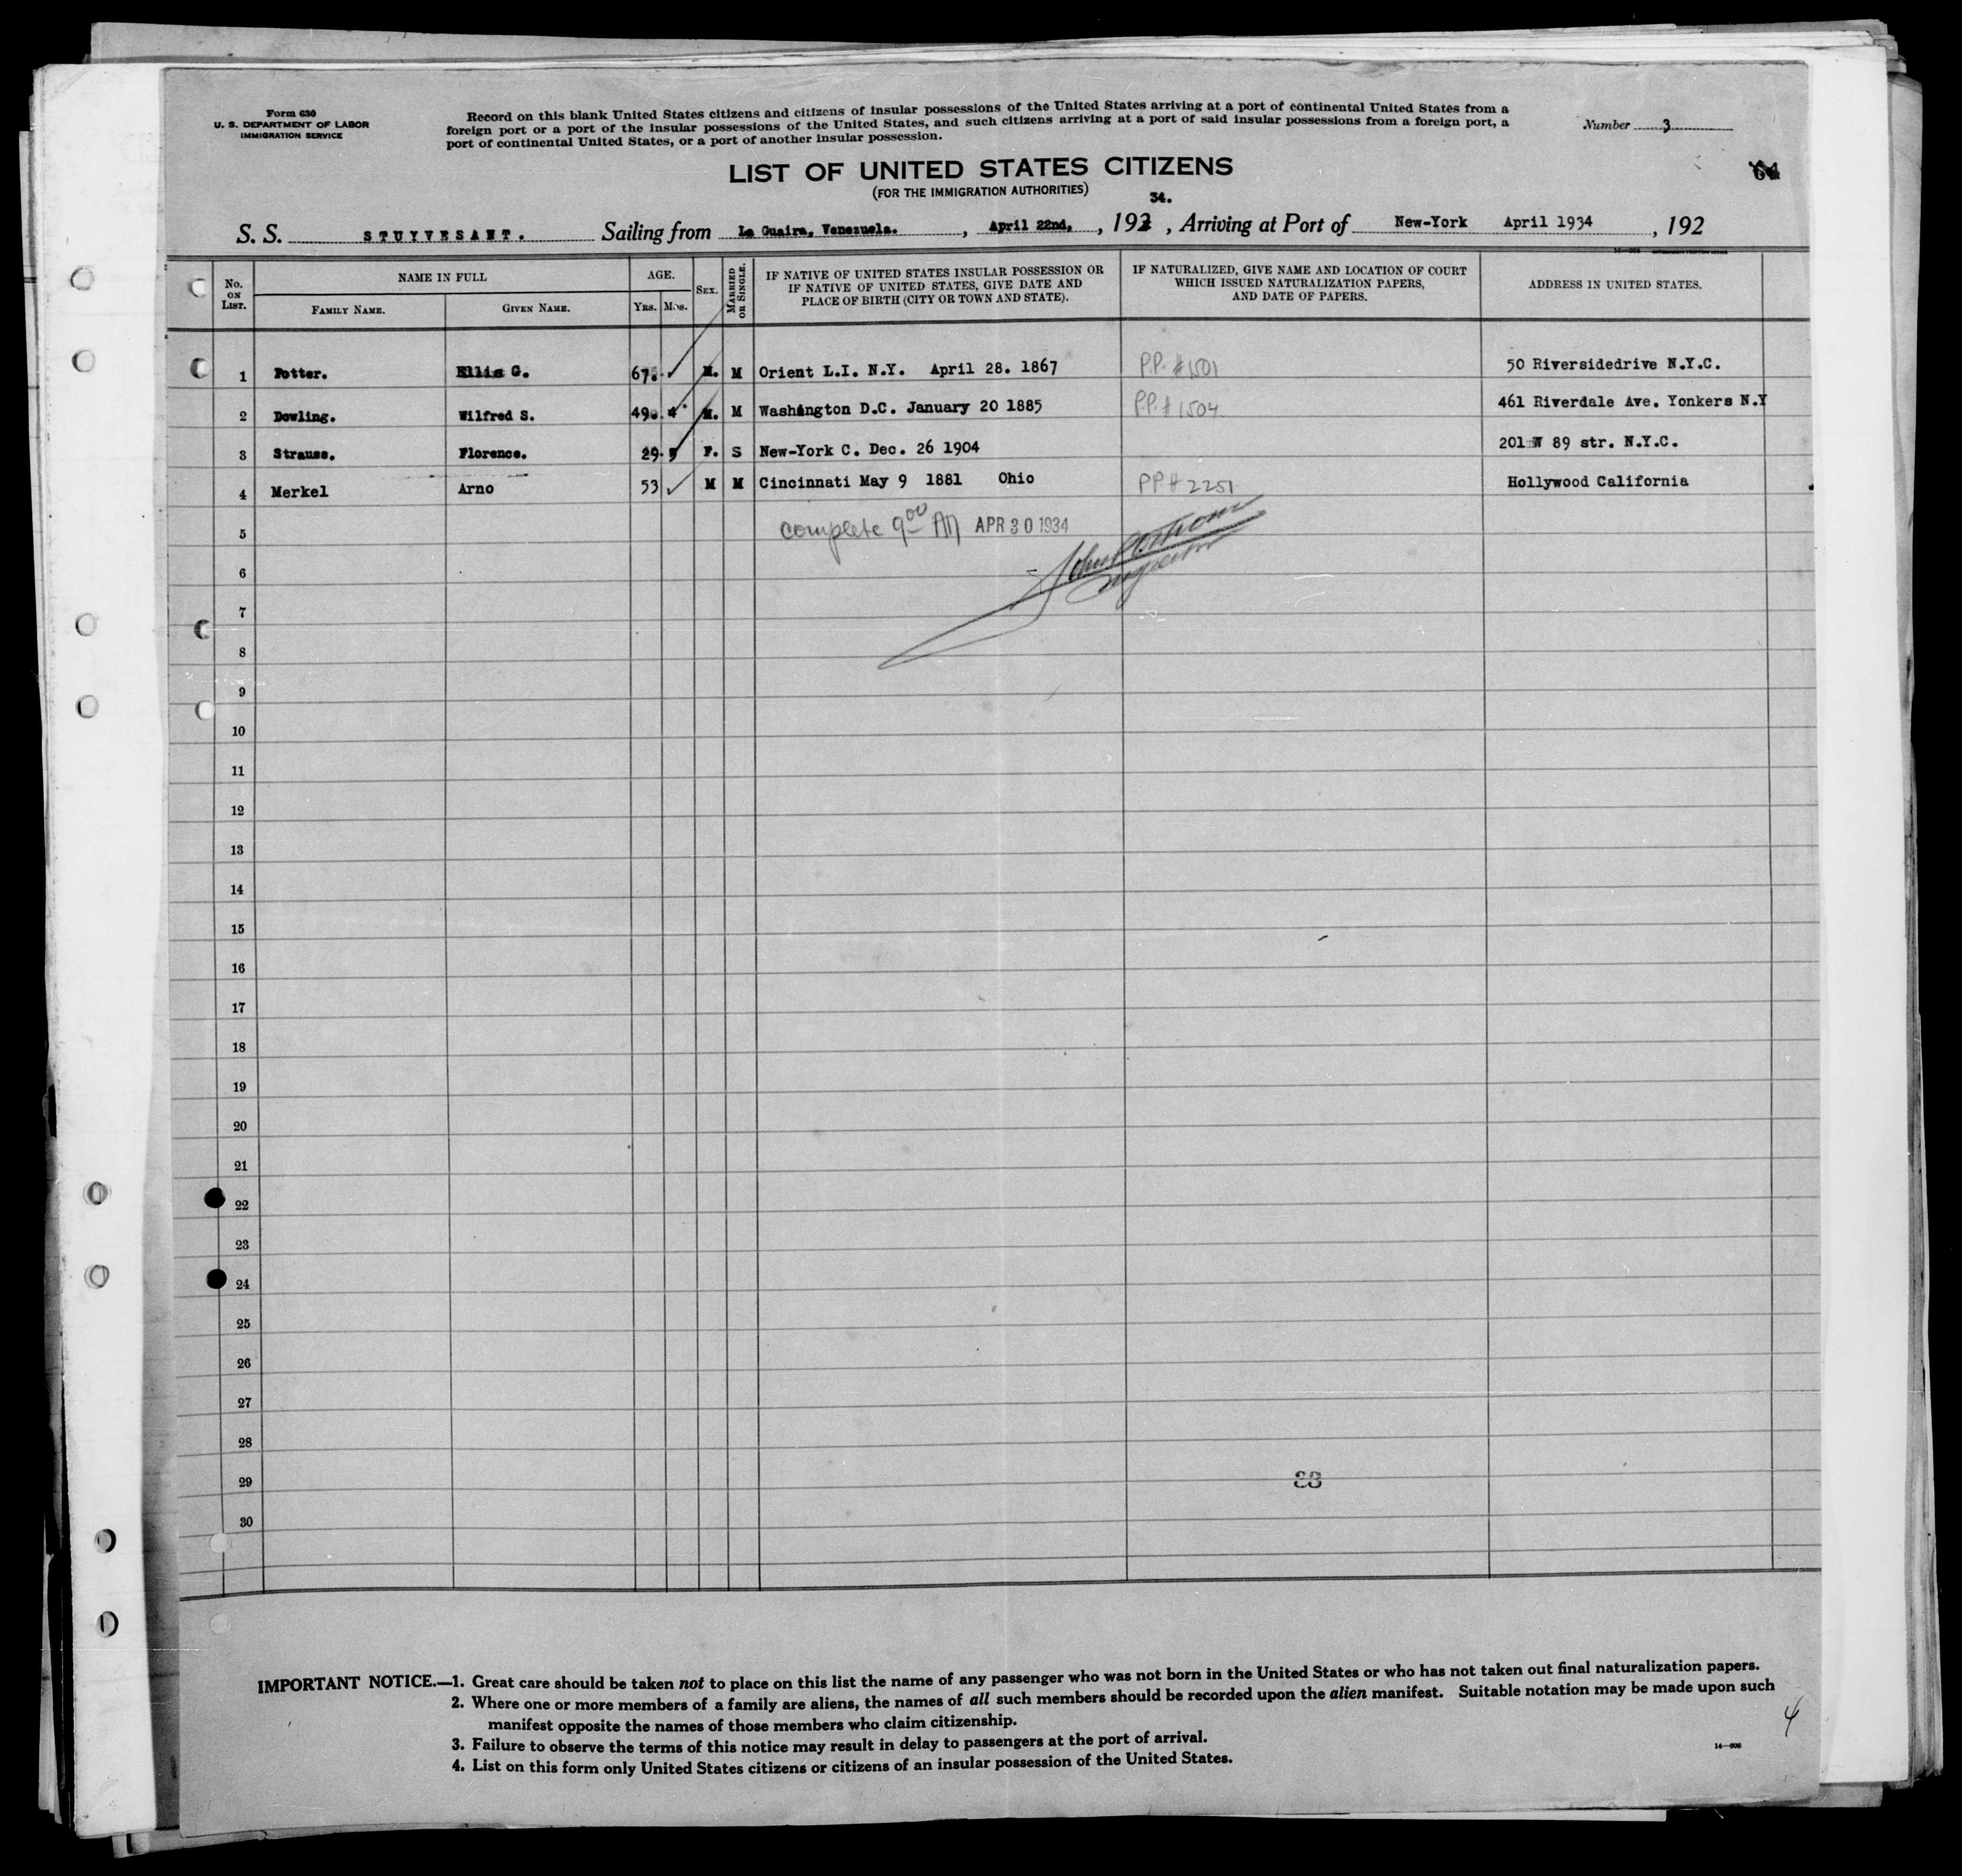 Form 630
U. S. DEPARTMENT OF LABOR
IMMIGRATION SERVICE
Record on this blank United States citizens and citizens of insular possessions of the United States arriving at a port of continental United States from a
foreign port or a port of the insular possessions of the United States, and such citizens arriving at a port of said insular possessions from a foreign port, a
port of continental United States, or a port of another insular possession.
Number 3
LIST OF UNITED STATES CITIZENS
(FOR THE IMMIGRATION AUTHORITIES)
34.
S. S. STUYVESANT. Sailing from La Guaira, Venezuela. , April 22nd, , 192 , Arriving at Port of New-York April 1934 , 192
No. ON LIST. NAME IN FULL AGE. SEX. MARRIED OR SINGLE. IF NATIVE OF UNITED STATES INSULAR POSSESSION OR IF NATIVE OF UNITED STATES, GIVE DATE AND PLACE OF BIRTH (CITY OR TOWN AND STATE). IF NATURALIZED, GIVE NAME AND LOCATION OF COURT WHICH ISSUED NATURALIZATION PAPERS, AND DATE OF PAPERS. ADDRESS IN UNITED STATES.
FAMILY NAME. GIVEN NAME. YRS. MOS.
1 Potter. Ellis G. 67. M. M Orient L.I. N.Y. April 28. 1867 P.P. #1501 50 Riversidedrive N.Y.C.
2 Dowling. Wilfred S. 49. 4 M. M Washington D.C. January 20 1885 P.P. # 1504 461 Riverdale Ave. Yonkers N.Y
3 Strauss. Florence. 29. 5 F. S New-York C. Dec. 26 1904 201 W 89 str. N.Y.C.
4 Merkel Arno 53 M M Cincinnati May 9 1881 Ohio PP # 2251 Hollywood California
5 complete 9 00 AM APR 30 1934
6
7
8
9
10
11
12
13
14
15
16
17
18
19
20
21
22
23
24
25
26
27
28
29
30
IMPORTANT NOTICE.—1. Great care should be taken not to place on this list the name of any passenger who was not born in the United States or who has not taken out final naturalization papers.
2. Where one or more members of a family are aliens, the names of all such members should be recorded upon the alien manifest. Suitable notation may be made upon such
manifest opposite the names of those members who claim citizenship.
3. Failure to observe the terms of this notice may result in delay to passengers at the port of arrival.
4. List on this form only United States citizens or citizens of an insular possession of the United States.
4